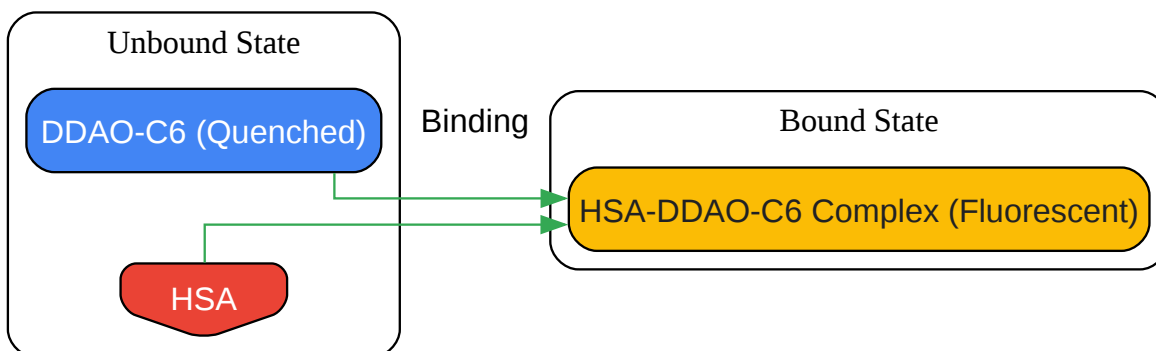 Unbound State
DDAO-C6 (Quenched)
HSA
Binding
Bound State
HSA-DDAO-C6 Complex (Fluorescent)